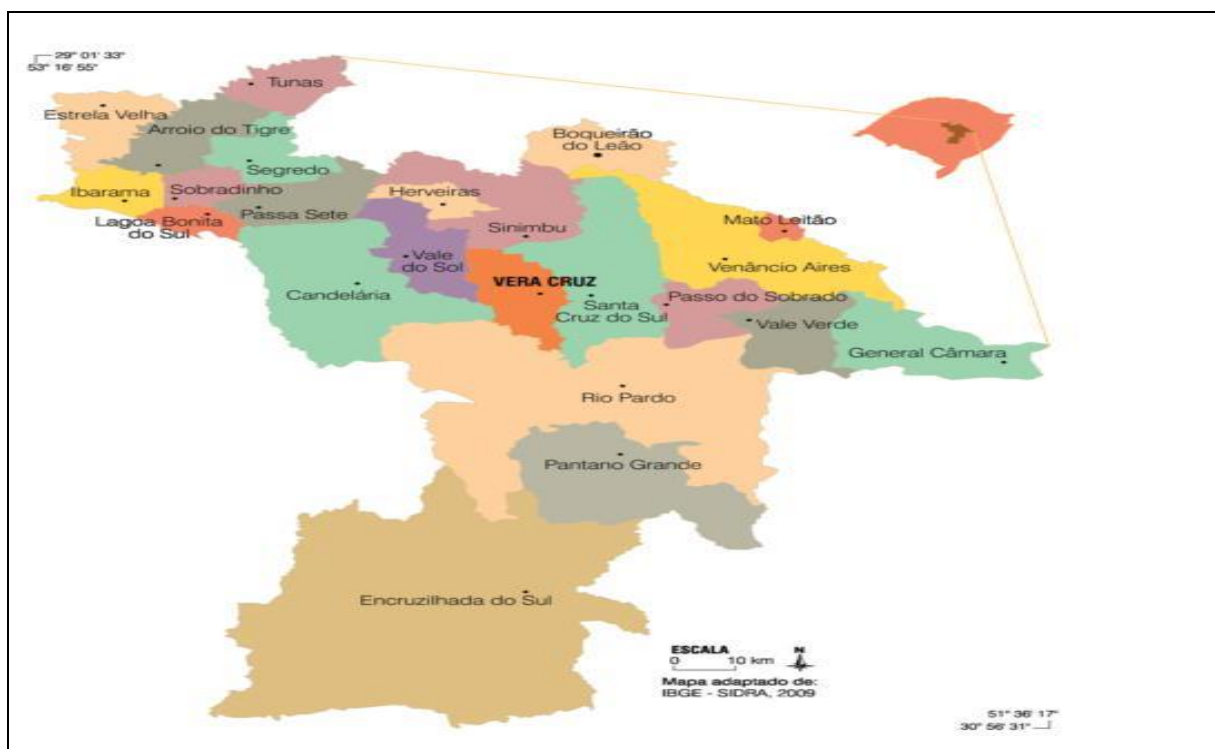 29° 01' 33"
53° 16' 55"
Tunas
Estrela Velha
Arroio do Tigre
Boqueirão
do Leão
Segredo
Ibarama
Sobradinho
Herveiras
Lagoa Bonita
do Sul
Passa Sete
Mato Leitão
Sinimbu
Vale
do Sol
Venâncio Aires
VERA CRUZ
Candelária
Santa
Cruz do Sul
Passo do Sobrado
Vale Verde
General Câmara
Rio Pardo
Pantano Grande
Encruzilhada do Sul
ESCALA
0 10 km
N
Mapa adaptado de:
IBGE - SIDRA, 2009
51° 36' 17"
30° 56' 31"